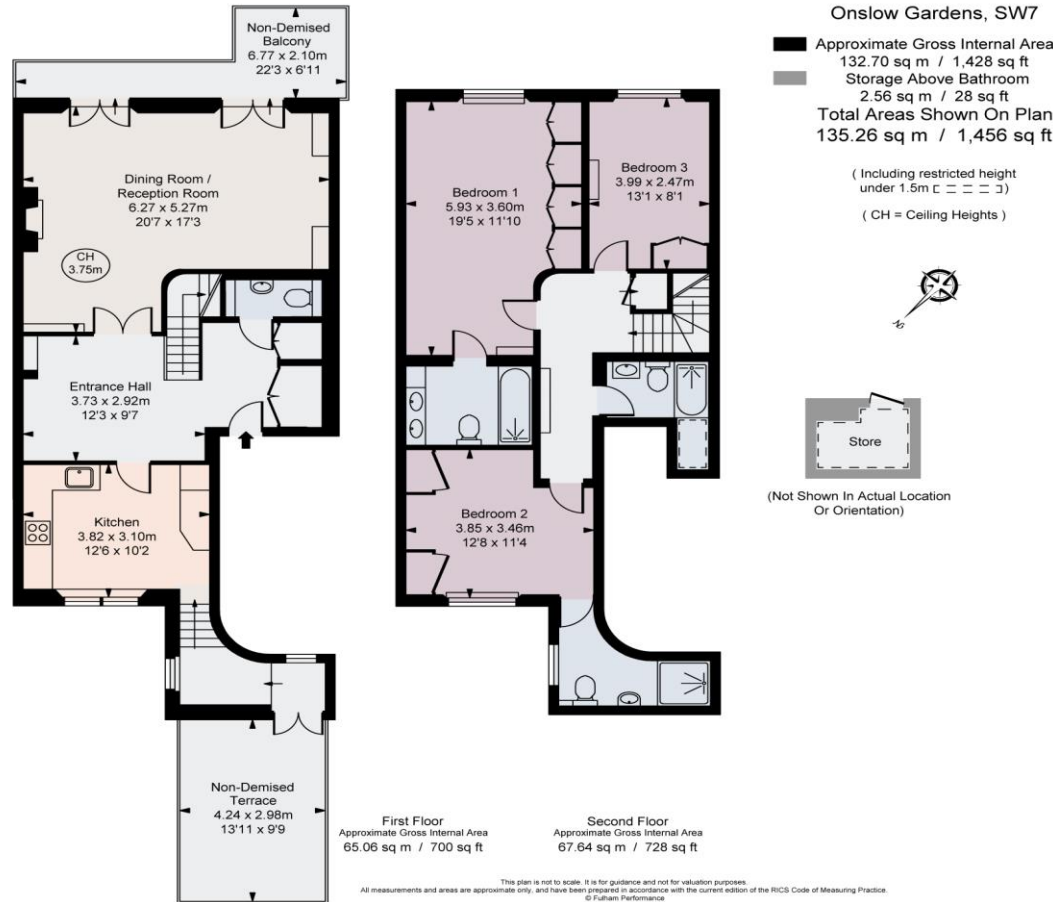 Onslow Gardens, SW7
Approximate Gross Internal Area
132.70 sq m / 1,428 sq ft
Storage Above Bathroom
2.56 sq m / 28 sq ft
Total Areas Shown On Plan
135.26 sq m / 1,456 sq ft
( Including restricted height
under 1.5m )
( CH = Ceiling Heights )
N
Store
(Not Shown In Actual Location
Or Orientation)
Non-Demised
Balcony
6.77 x 2.10m
22'3 x 6'11
Dining Room /
Reception Room
6.27 x 5.27m
20'7 x 17'3
CH
3.75m
Entrance Hall
3.73 x 2.92m
12'3 x 9'7
Kitchen
3.82 x 3.10m
12'6 x 10'2
Non-Demised
Terrace
4.24 x 2.98m
13'11 x 9'9
First Floor
Approximate Gross Internal Area
65.06 sq m / 700 sq ft
Bedroom 1
5.93 x 3.60m
19'5 x 11'10
Bedroom 3
3.99 x 2.47m
13'1 x 8'1
Bedroom 2
3.85 x 3.46m
12'8 x 11'4
Second Floor
Approximate Gross Internal Area
67.64 sq m / 728 sq ft
This plan is not to scale. It is for guidance and not for valuation purposes.
All measurements and areas are approximate only, and have been prepared in accordance with the current edition of the RICS Code of Measuring Practice.
© Fulham Performance